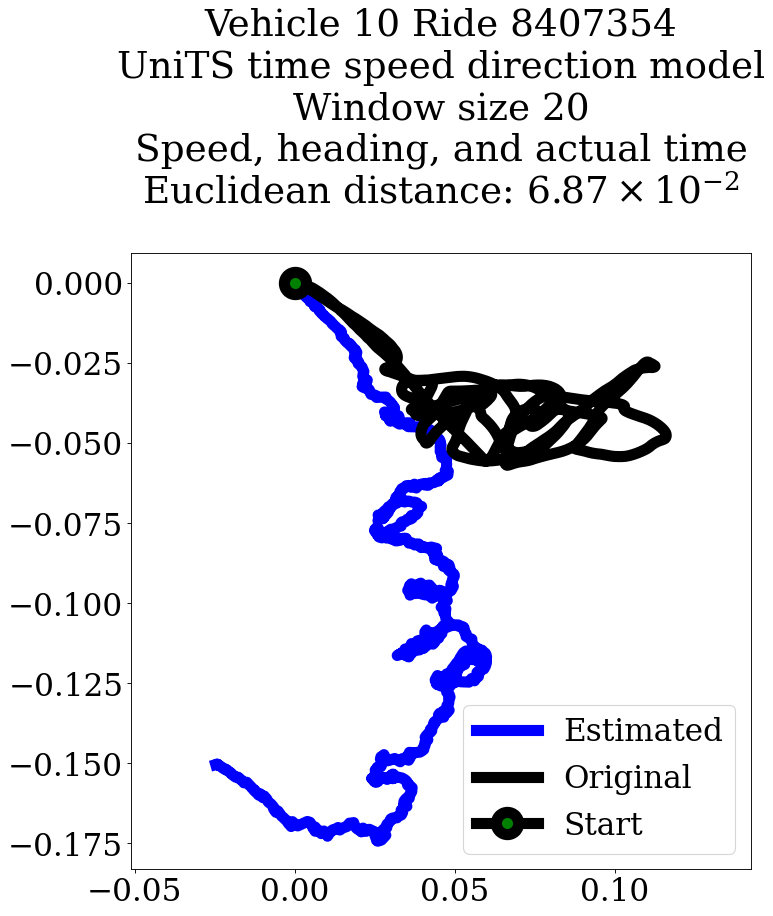 Vehicle 10 Ride 8407354
UniTS time speed direction model
Window size 20
Speed, heading, and actual time
Euclidean distance: 6.87 × 10⁻²
0.000
−0.025
−0.050
−0.075
−0.100
−0.125
−0.150
−0.175
−0.05 0.00 0.05 0.10
Estimated
Original
Start